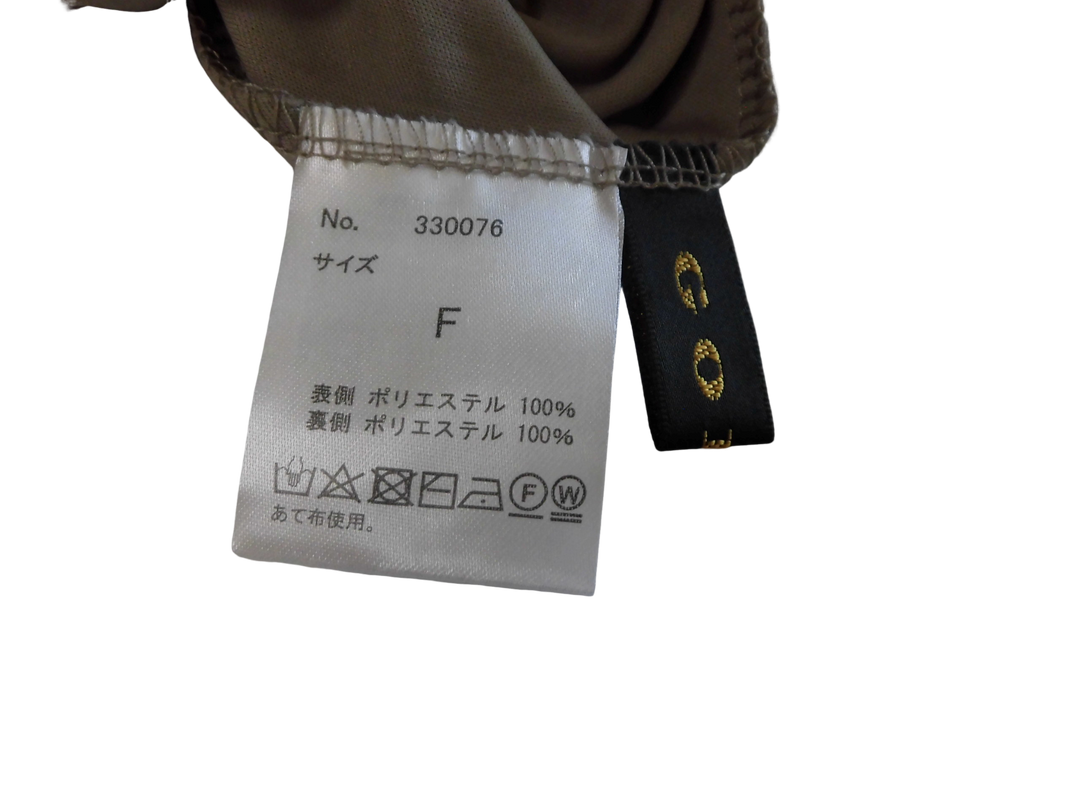 No. 330076
サイズ
F
表側 ポリエステル 100%
裏側 ポリエステル 100%
F W
あて布使用。
GO